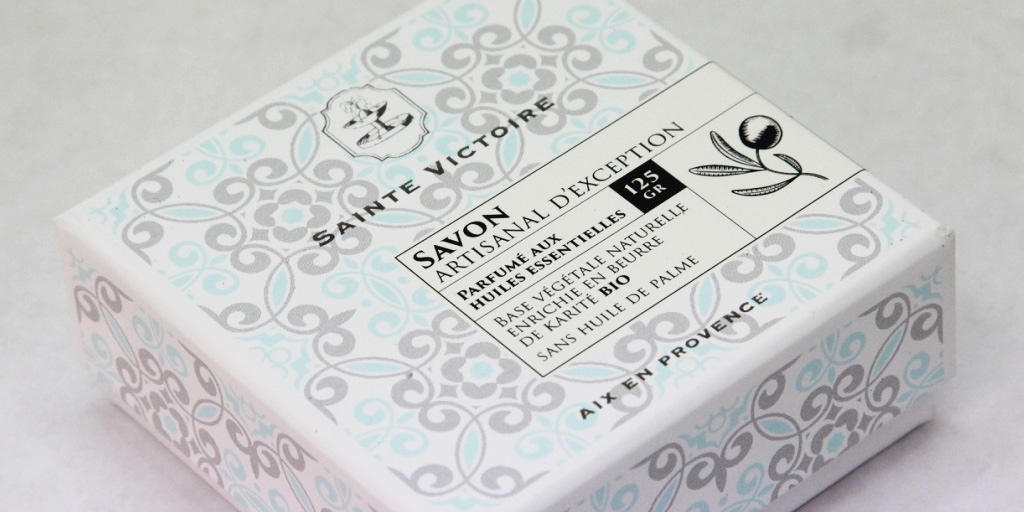 SAINTE VICTOIRE
SAVON
ARTISANAL D'EXCEPTION
PARFUMÉ AUX
HUILES ESSENTIELLES
125
GR
BASE VÉGÉTALE NATURELLE
ENRICHIE EN BEURRE
DE KARITÉ BIO
SANS HUILE DE PALME
AIX EN PROVENCE